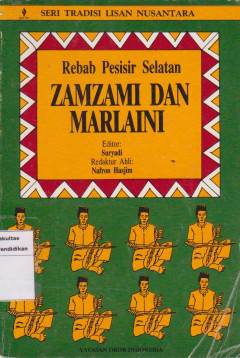 SERI TRADISI LISAN NUSANTARA
Rebab Pesisir Selatan
ZAMZAMI DAN
MARLAINI
Editor:
Suryadi
Redaktur Ahli:
Nafron Hasjim
akultas
Pendidikan
YAYASAN OBOR INDONESIA